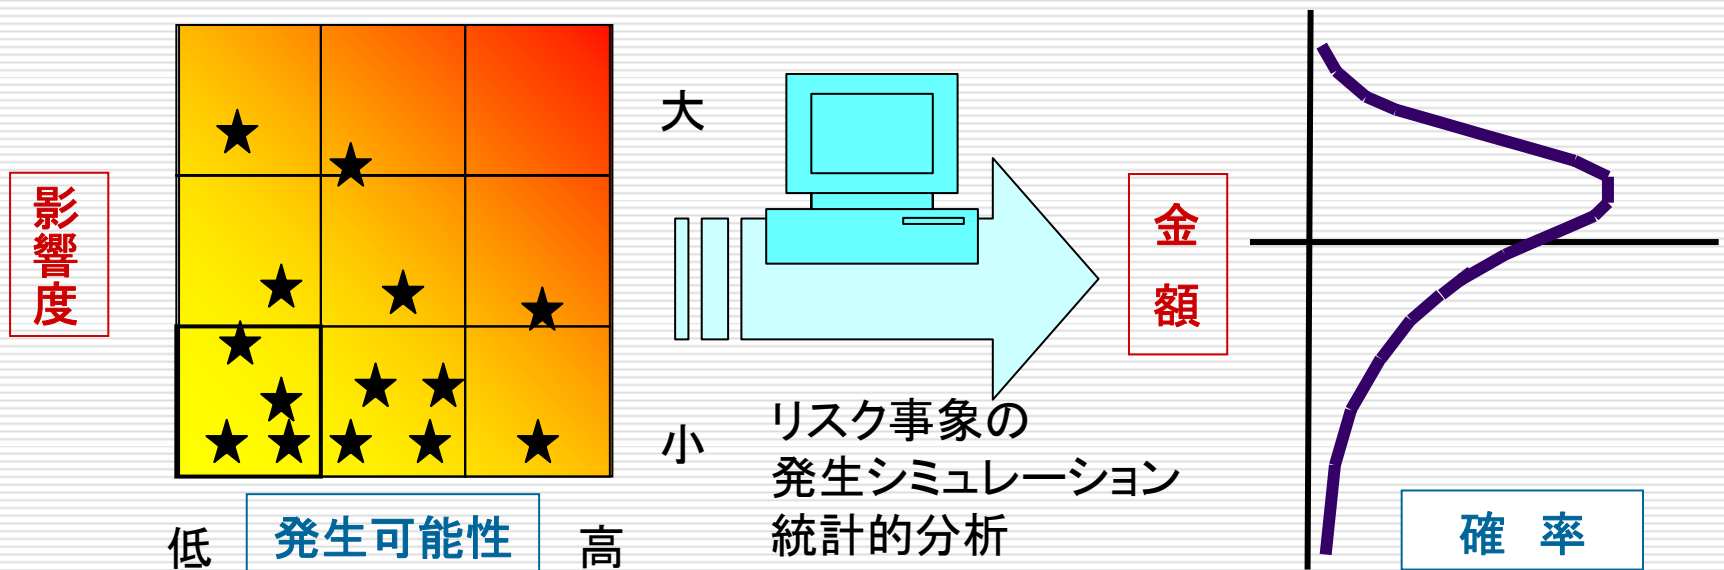 影響度
大
小
低
発生可能性
高
リスク事象の
発生シミュレーション
統計的分析
金額
確 率